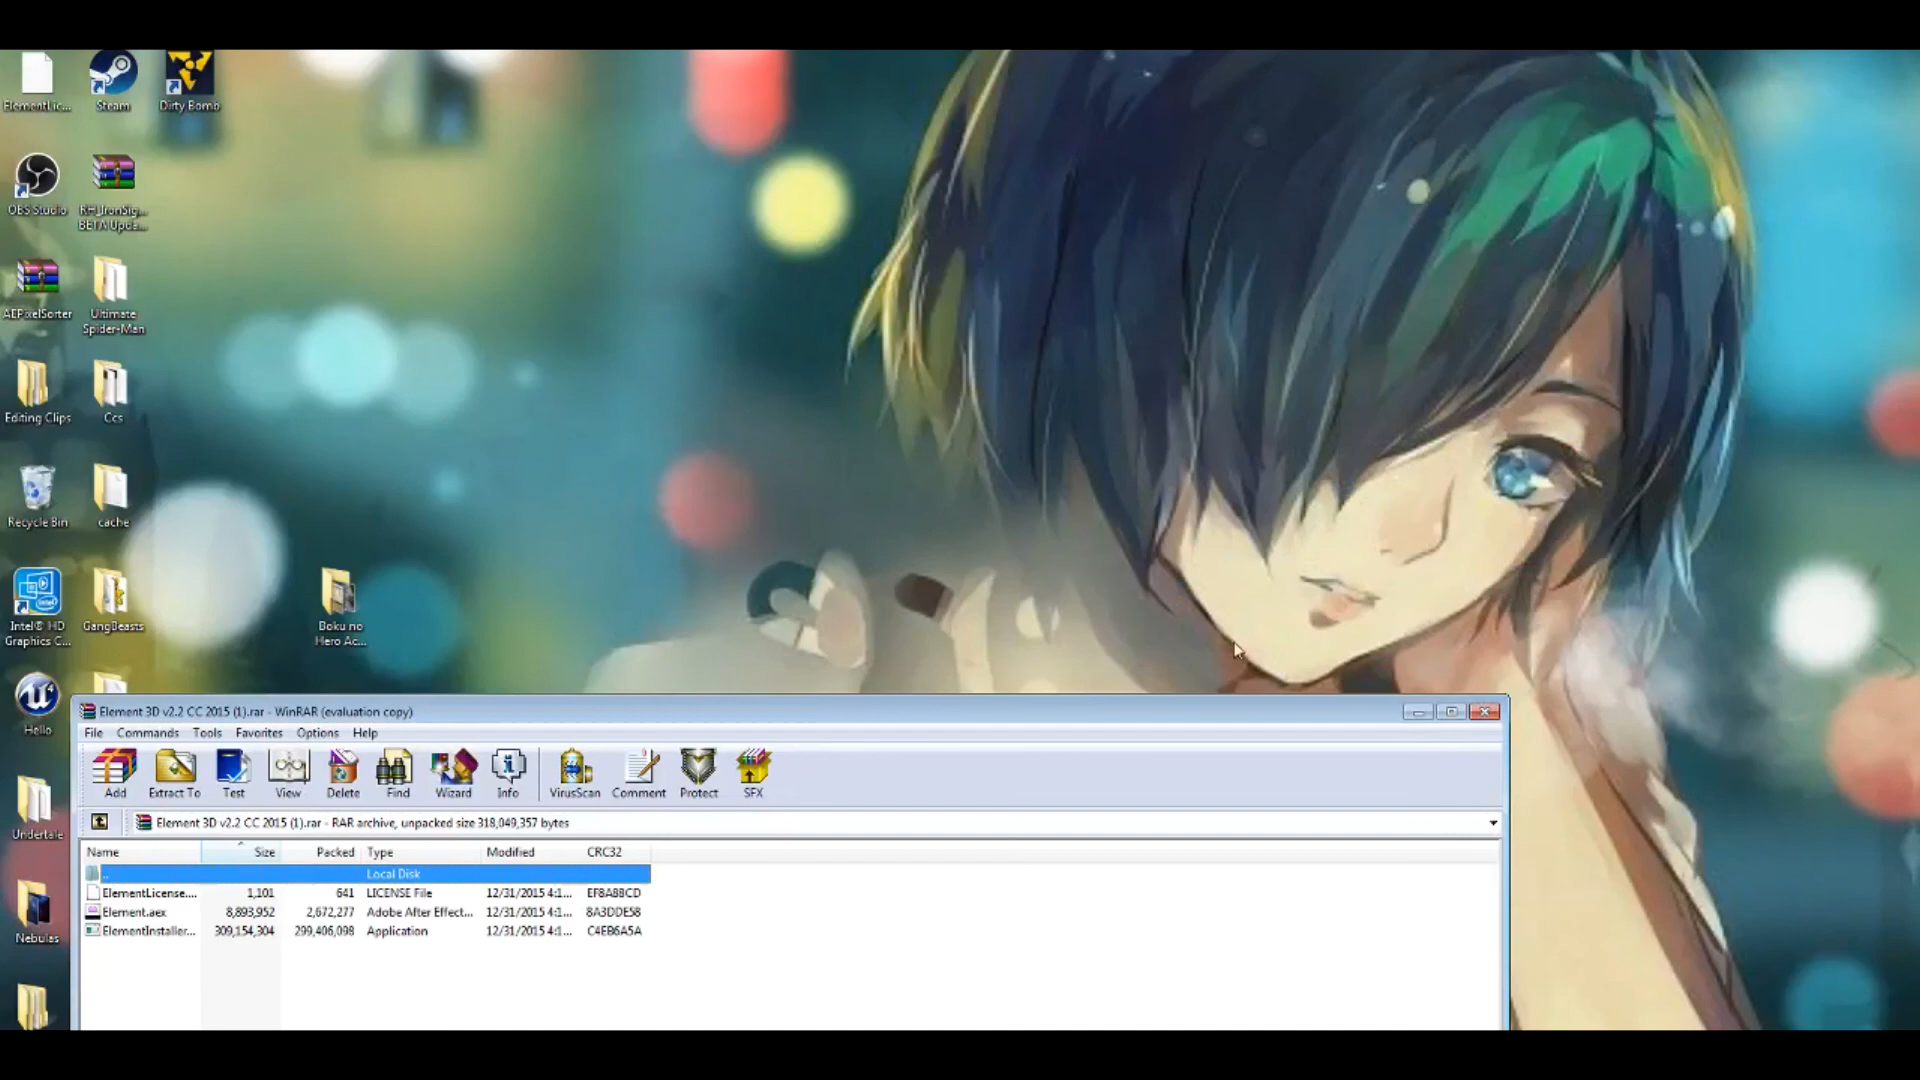 ElementLic...
Steam
Dirty Bomb
OBS Studio
RH_IronSig...
BETA Upda...
AEPixelSorter
Ultimate
Spider-Man
Editing Clips
Ccs
Recycle Bin
cache
Intel® HD
Graphics C...
GangBeasts
Boku no
Hero Ac...
Hello
Undertale
Nebulas
Element 3D v2.2 CC 2015 (1).rar - WinRAR (evaluation copy)
File Commands Tools Favorites Options Help
Add Extract To Test View Delete Find Wizard Info VirusScan Comment Protect SFX
Element 3D v2.2 CC 2015 (1).rar - RAR archive, unpacked size 318,049,357 bytes
Name Size Packed Type Modified CRC32
.. Local Disk
ElementLicense.... 1,101 641 LICENSE File 12/31/2015 4:1... EF8A88CD
Element.aex 8,893,952 2,672,277 Adobe After Effect... 12/31/2015 4:1... 8A3DDE58
ElementInstaller... 309,154,304 299,406,098 Application 12/31/2015 4:1... C4EB6A5A